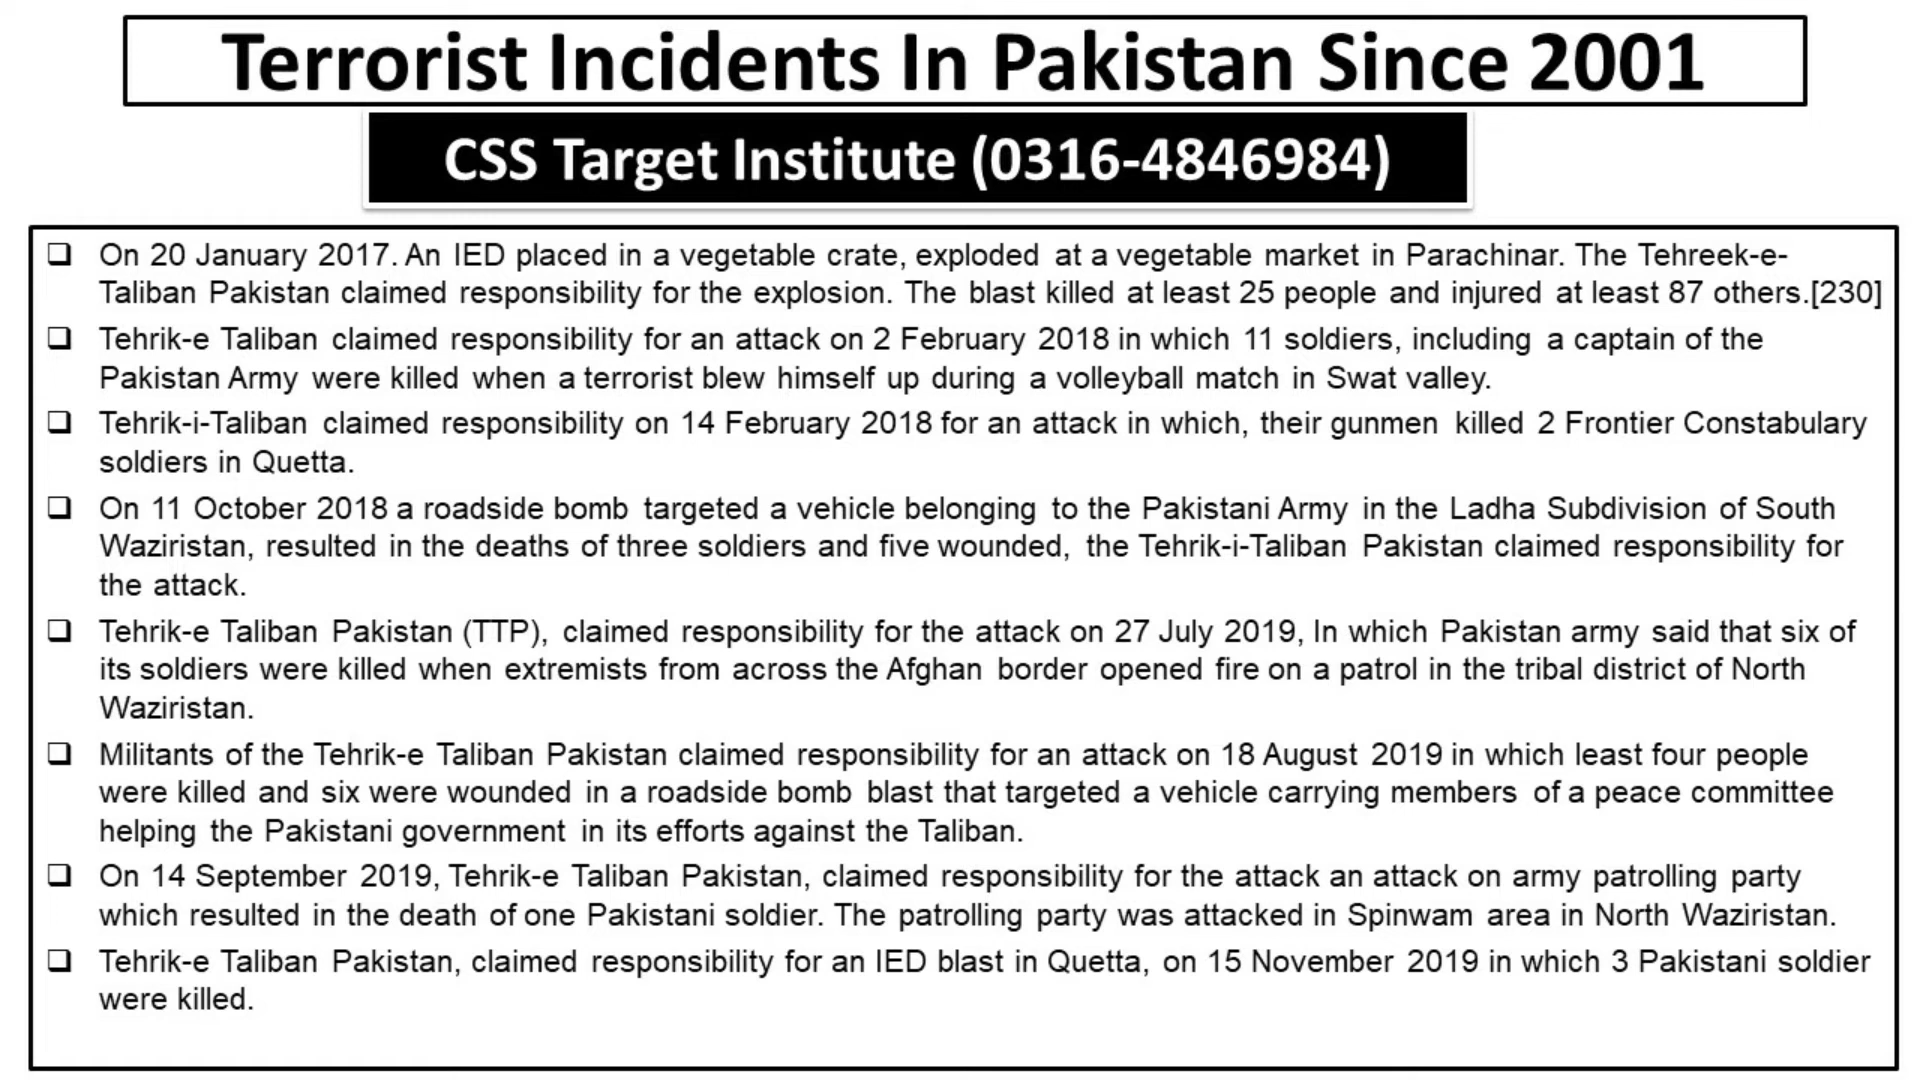 Terrorist Incidents In Pakistan Since 2001
CSS Target Institute (0316-4846984)
❑ On 20 January 2017. An IED placed in a vegetable crate, exploded at a vegetable market in Parachinar. The Tehreek-e-
Taliban Pakistan claimed responsibility for the explosion. The blast killed at least 25 people and injured at least 87 others.[230]
❑ Tehrik-e Taliban claimed responsibility for an attack on 2 February 2018 in which 11 soldiers, including a captain of the
Pakistan Army were killed when a terrorist blew himself up during a volleyball match in Swat valley.
❑ Tehrik-i-Taliban claimed responsibility on 14 February 2018 for an attack in which, their gunmen killed 2 Frontier Constabulary
soldiers in Quetta.
❑ On 11 October 2018 a roadside bomb targeted a vehicle belonging to the Pakistani Army in the Ladha Subdivision of South
Waziristan, resulted in the deaths of three soldiers and five wounded, the Tehrik-i-Taliban Pakistan claimed responsibility for
the attack.
❑ Tehrik-e Taliban Pakistan (TTP), claimed responsibility for the attack on 27 July 2019, In which Pakistan army said that six of
its soldiers were killed when extremists from across the Afghan border opened fire on a patrol in the tribal district of North
Waziristan.
❑ Militants of the Tehrik-e Taliban Pakistan claimed responsibility for an attack on 18 August 2019 in which least four people
were killed and six were wounded in a roadside bomb blast that targeted a vehicle carrying members of a peace committee
helping the Pakistani government in its efforts against the Taliban.
❑ On 14 September 2019, Tehrik-e Taliban Pakistan, claimed responsibility for the attack an attack on army patrolling party
which resulted in the death of one Pakistani soldier. The patrolling party was attacked in Spinwam area in North Waziristan.
❑ Tehrik-e Taliban Pakistan, claimed responsibility for an IED blast in Quetta, on 15 November 2019 in which 3 Pakistani soldier
were killed.